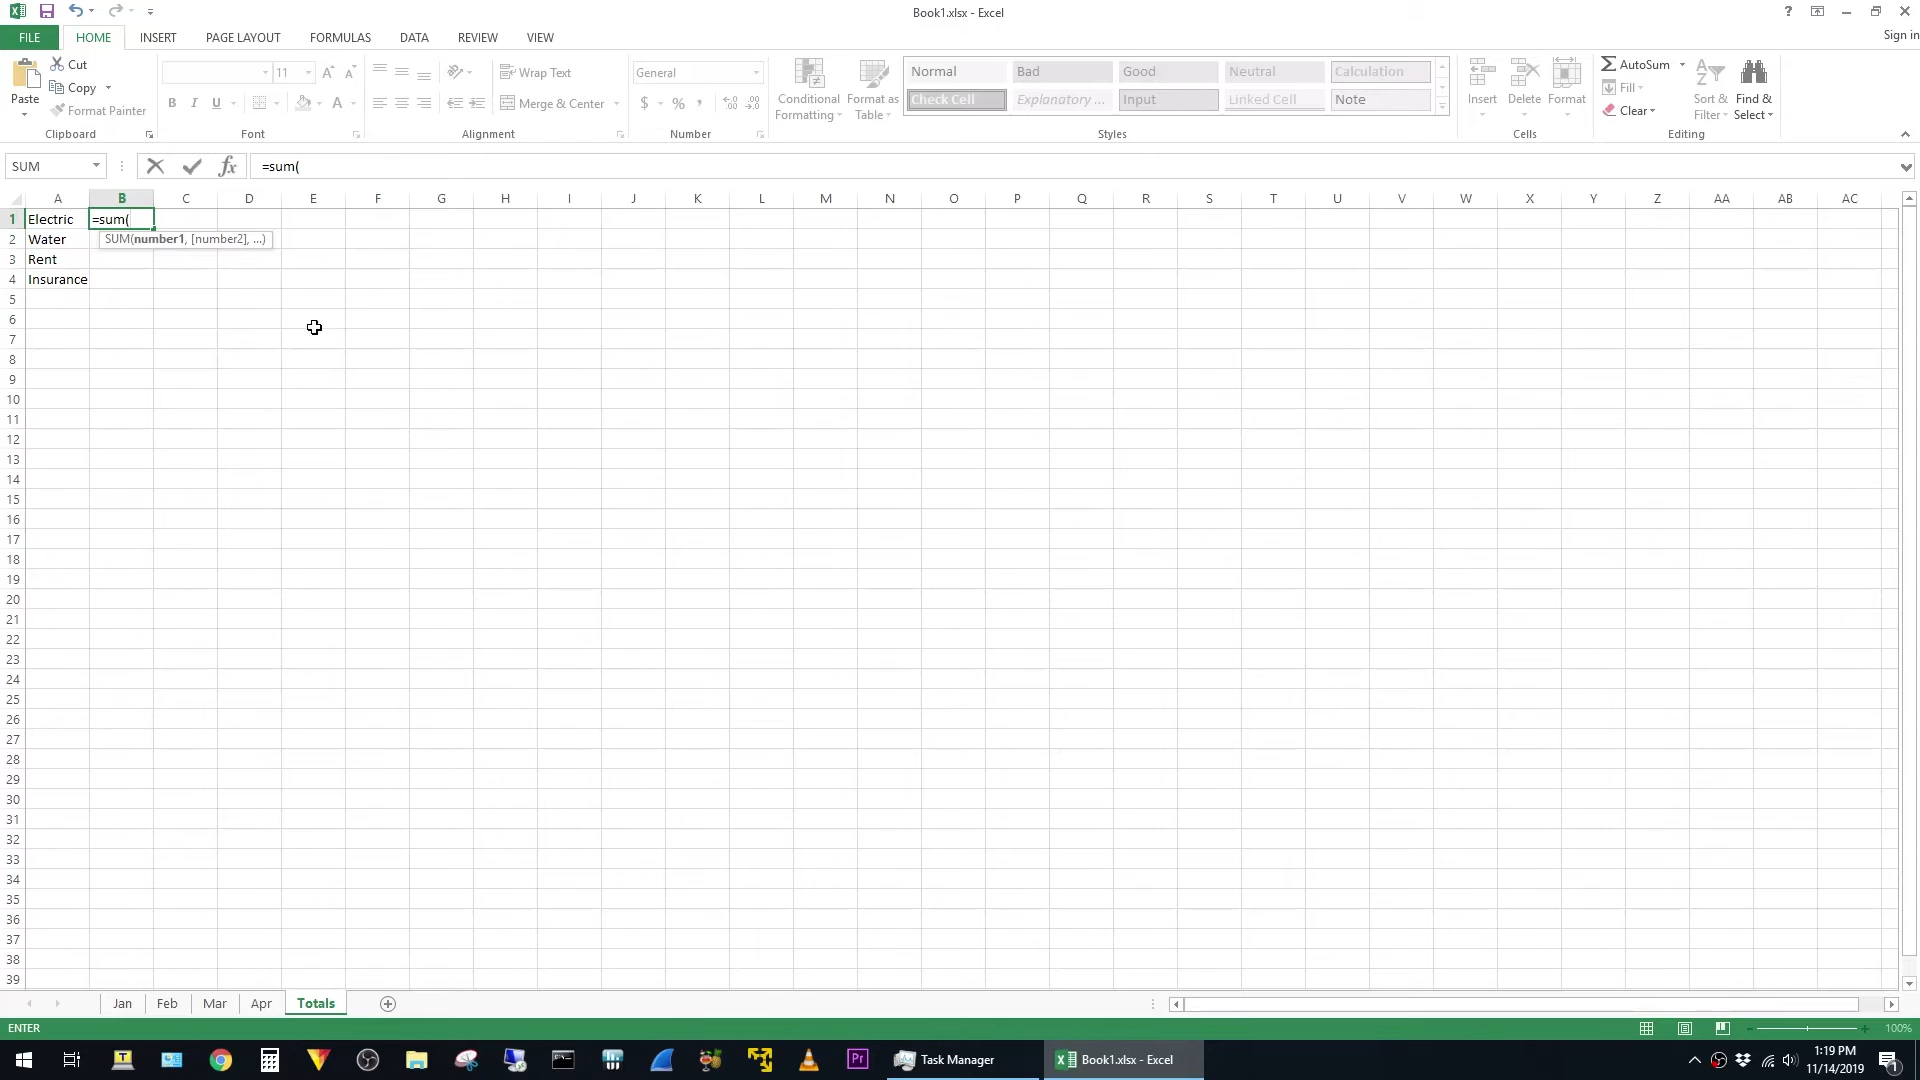 Book1.xlsx - Excel
?
Sign in
FILE HOME INSERT PAGE LAYOUT FORMULAS DATA REVIEW VIEW
Paste
Cut
Copy
Format Painter
Clipboard
11
A A
B I U A
Font
Wrap Text
Merge & Center
Alignment
General
$ % ,
Number
Conditional Formatting
Format as Table
Normal Bad Good Neutral Calculation
Check Cell Explanatory ... Input Linked Cell Note
Styles
Insert Delete Format
Cells
AutoSum
Fill
Clear
Sort & Filter
Find & Select
Editing
SUM fx =sum(
A B C D E F G H I J K L M N O P Q R S T U V W X Y Z AA AB AC
1 Electric =sum(
2 Water SUM(number1, [number2], ...)
3 Rent
4 Insurance
5
6
7
8
9
10
11
12
13
14
15
16
17
18
19
20
21
22
23
24
25
26
27
28
29
30
31
32
33
34
35
36
37
38
39
Jan Feb Mar Apr Totals
ENTER 100%
Task Manager
Book1.xlsx - Excel
1:19 PM
11/14/2019